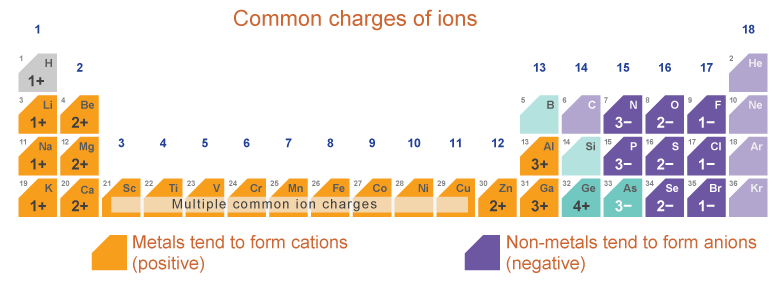 Common charges of ions
1 18
1 H 1+ 2 13 14 15 16 17 2 He
3 Li 1+ 4 Be 2+ 5 B 6 C 7 N 3− 8 O 2− 9 F 1− 10 Ne
11 Na 1+ 12 Mg 2+ 3 4 5 6 7 8 9 10 11 12 13 Al 3+ 14 Si 15 P 3− 16 S 2− 17 Cl 1− 18 Ar
19 K 1+ 20 Ca 2+ 21 Sc 22 Ti 23 V 24 Cr 25 Mn 26 Fe 27 Co 28 Ni 29 Cu 30 Zn 2+ 31 Ga 3+ 32 Ge 4+ 33 As 3− 34 Se 2− 35 Br 1− 36 Kr
Multiple common ion charges
Metals tend to form cations
(positive)
Non-metals tend to form anions
(negative)